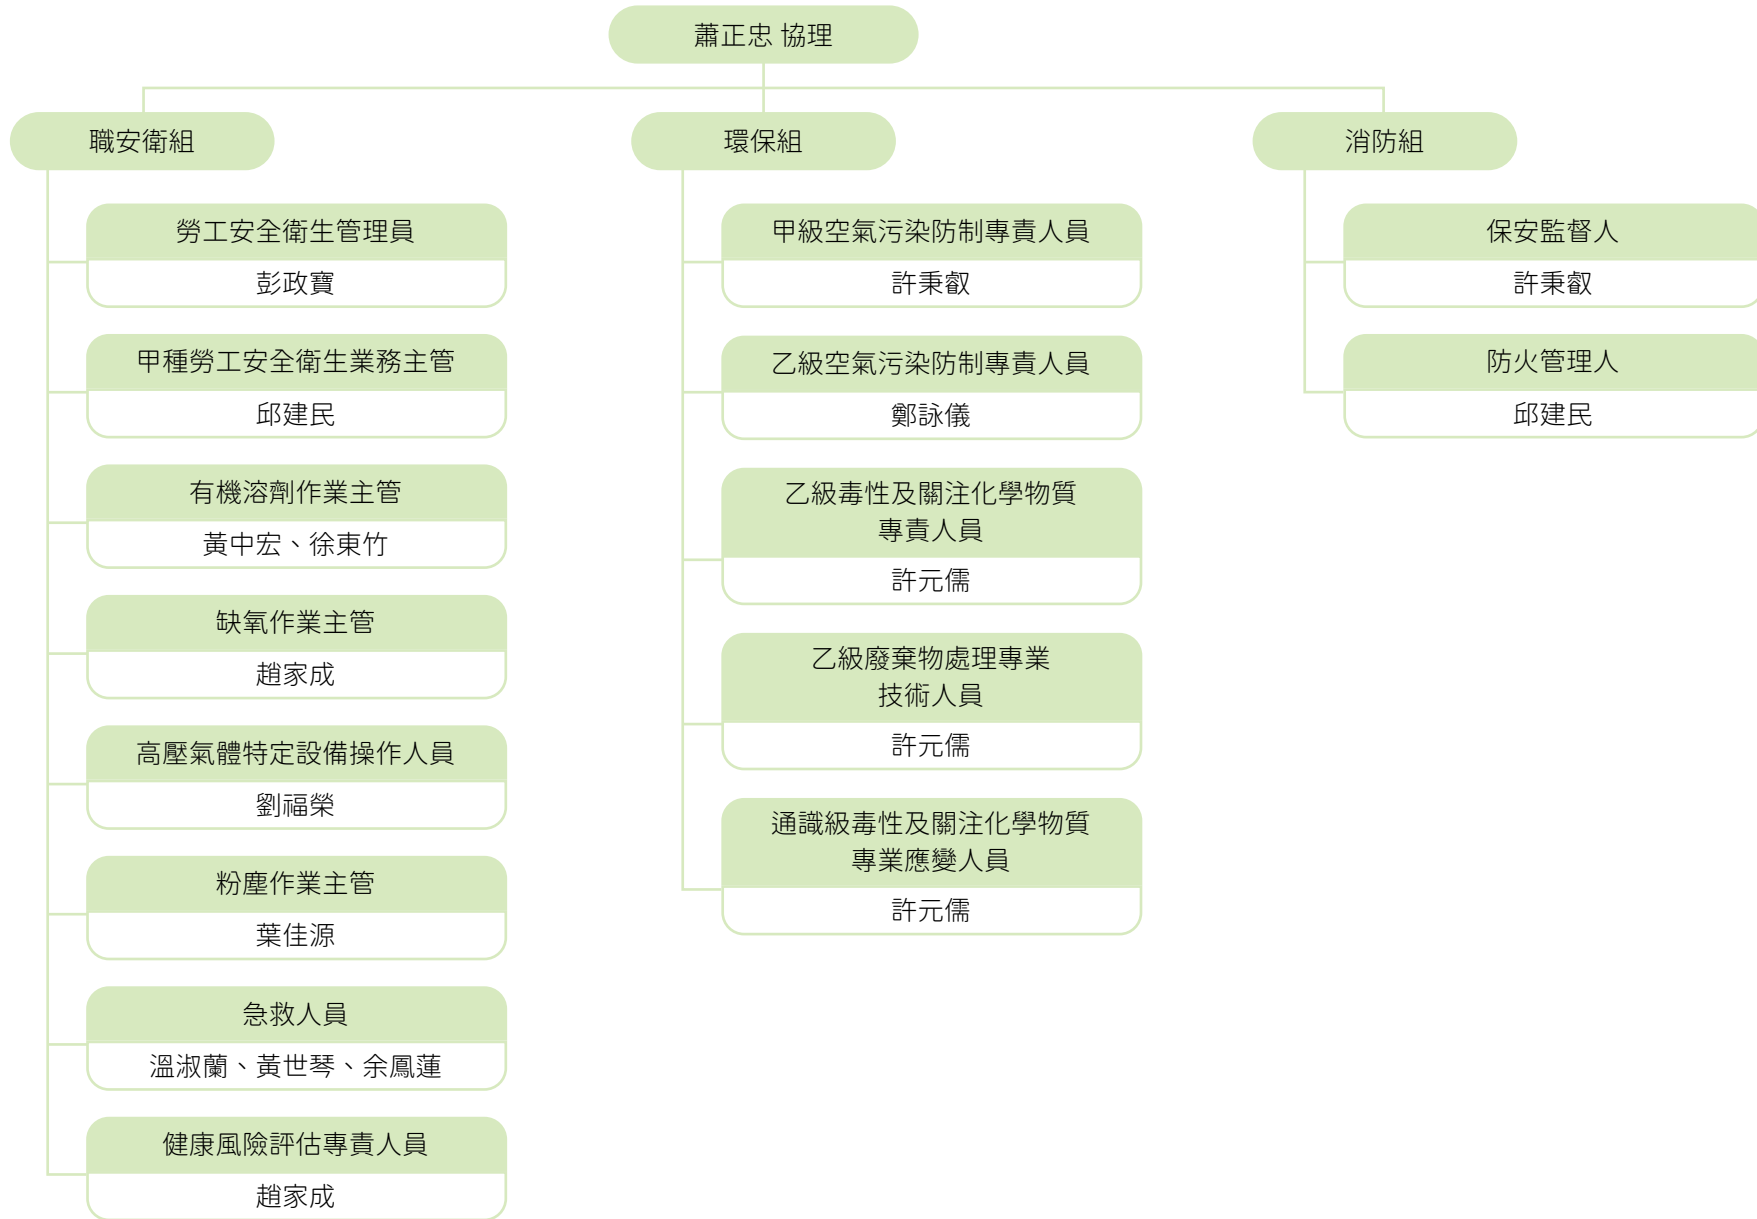 蕭正忠 協理
職安衛組
勞工安全衛生管理員
彭政寶
甲種勞工安全衛生業務主管
邱建民
有機溶劑作業主管
黃中宏、徐東竹
缺氧作業主管
趙家成
高壓氣體特定設備操作人員
劉福榮
粉塵作業主管
葉佳源
急救人員
溫淑蘭、黃世琴、余鳳蓮
健康風險評估專責人員
趙家成
環保組
甲級空氣污染防制專責人員
許秉叡
乙級空氣污染防制專責人員
鄭詠儀
乙級毒性及關注化學物質
專責人員
許元儒
乙級廢棄物處理專業
技術人員
許元儒
通識級毒性及關注化學物質
專業應變人員
許元儒
消防組
保安監督人
許秉叡
防火管理人
邱建民